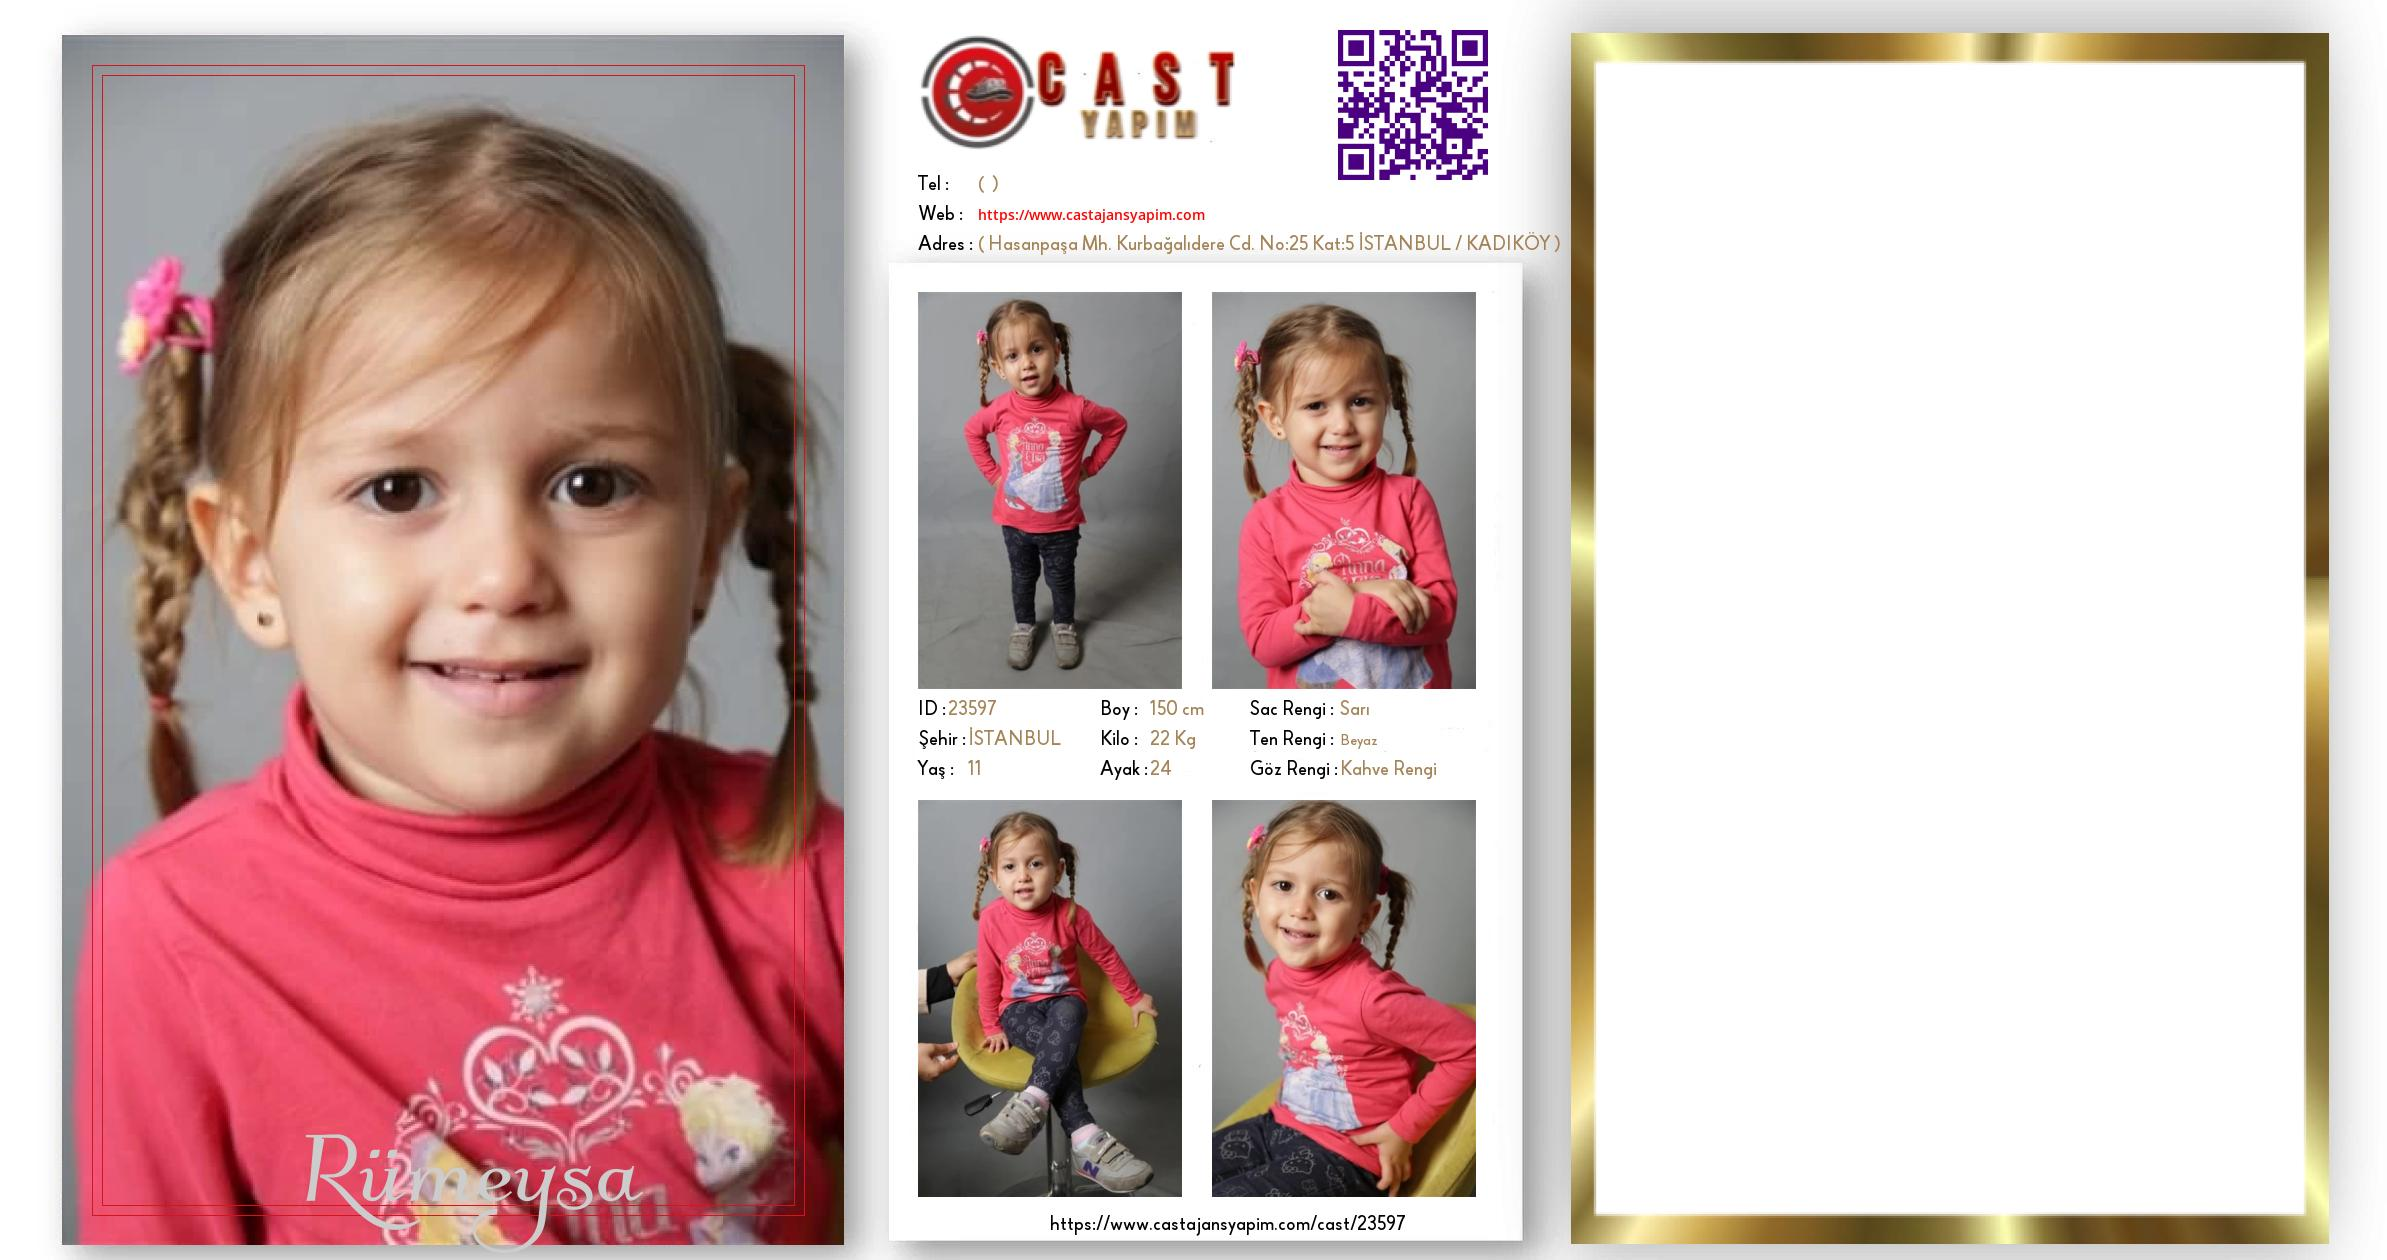 Rümeysa
CAST
YAPIM
Tel : ( )
Web : https://www.castajansyapim.com
Adres : ( Hasanpaşa Mh. Kurbağalıdere Cd. No:25 Kat:5 İSTANBUL / KADIKÖY )
Anna
ID : 23597 Boy : 150 cm Sac Rengi : Sarı
Şehir : İSTANBUL Kilo : 22 Kg Ten Rengi : Beyaz
Yaş : 11 Ayak : 24 Göz Rengi : Kahve Rengi
N
https://www.castajansyapim.com/cast/23597